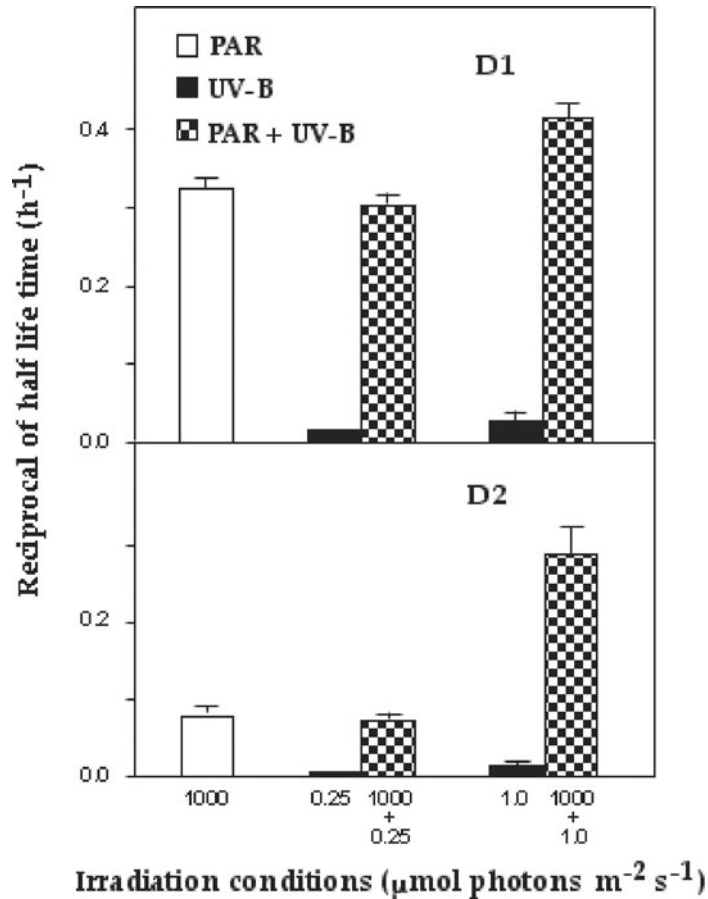 PAR
UV-B
PAR + UV-B
D1
0.4
0.2
0.0
Reciprocal of half life time (h⁻¹)
D2
0.2
0.0
1000 0.25 1000 1.0 1000
+ +
0.25 1.0
Irradiation conditions (μmol photons m⁻² s⁻¹)